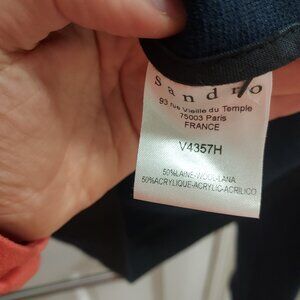 Sandro
93 rue Vieille du Temple
75003 Paris
FRANCE
V4357H
50%LAINE-WOOL-LANA
50%ACRYLIQUE-ACRYLIC-ACRILICO